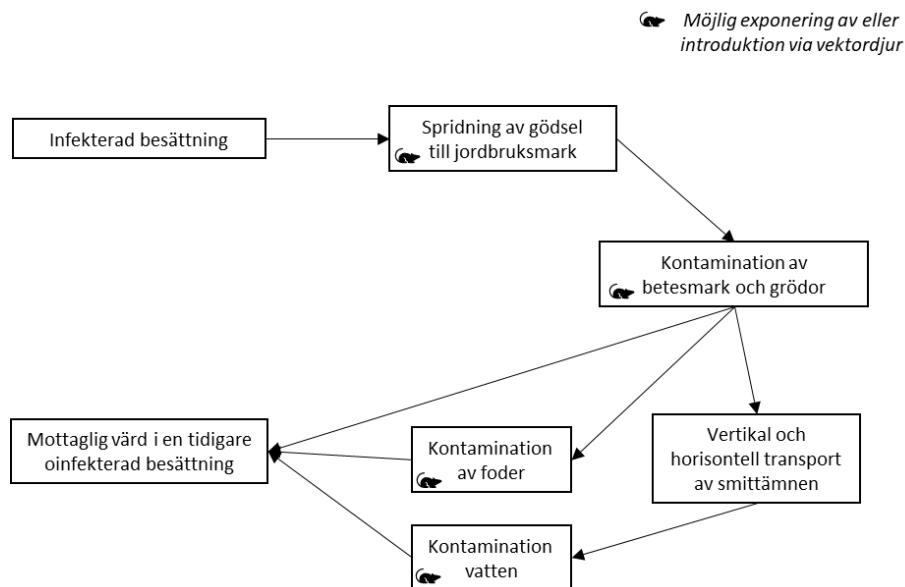 Möjlig exponering av eller
introduktion via vektordjur
Infekterad besättning
Spridning av gödsel
till jordbruksmark
Kontamination av
betesmark och grödor
Mottaglig värd i en tidigare
oinfekterad besättning
Kontamination
av foder
Vertikal och
horisontell transport
av smittämnen
Kontamination
vatten